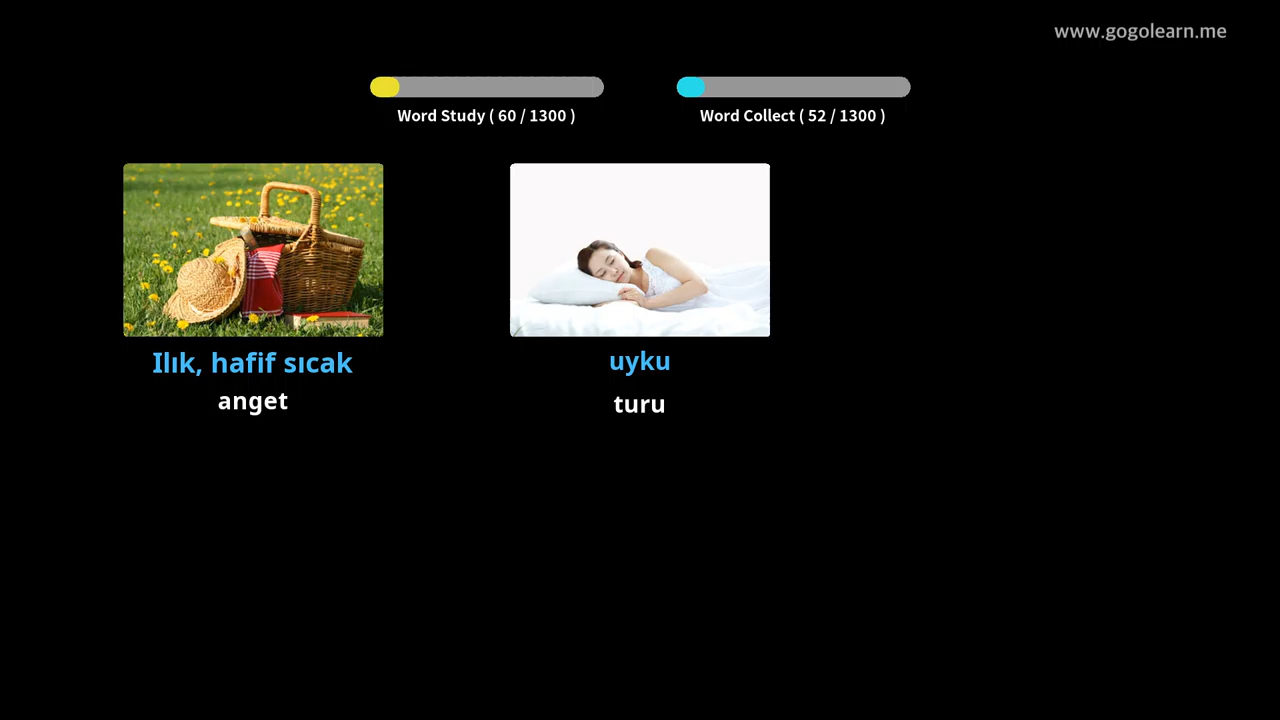 www.gogolearn.me
Word Study ( 60 / 1300 )
Word Collect ( 52 / 1300 )
Ilık, hafif sıcak
anget
uyku
turu